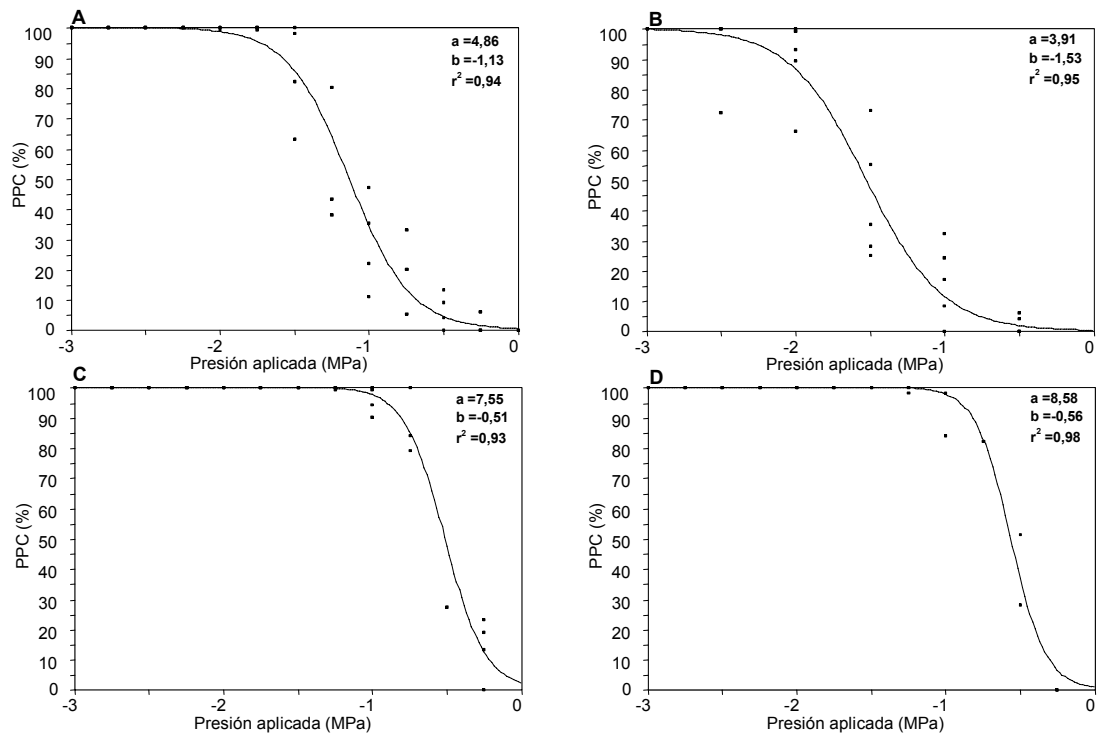 A
a =4,86
b =-1,13
r² =0,94
100
90
80
70
60
50
40
30
20
10
0
PPC (%)
-3
-2
-1
0
Presión aplicada (MPa)
B
a =3,91
b =-1,53
r² =0,95
100
90
80
70
60
50
40
30
20
10
0
PPC (%)
-3
-2
-1
0
Presión aplicada (MPa)
C
a =7,55
b =-0,51
r² =0,93
100
90
80
70
60
50
40
30
20
10
0
PPC (%)
-3
-2
-1
0
Presión aplicada (MPa)
D
a =8,58
b =-0,56
r² =0,98
100
90
80
70
60
50
40
30
20
10
0
PPC (%)
-3
-2
-1
0
Presión aplicada (MPa)